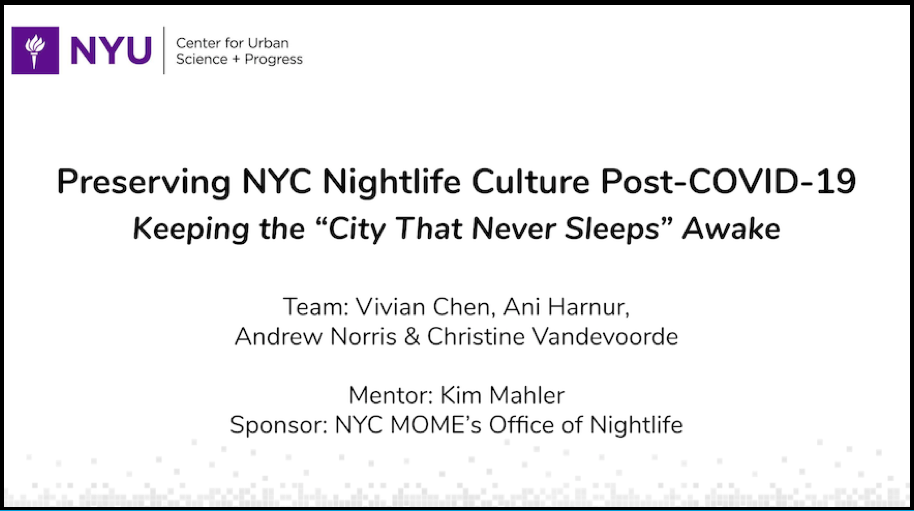 NYU
Center for Urban
Science + Progress
Preserving NYC Nightlife Culture Post-COVID-19
Keeping the “City That Never Sleeps” Awake
Team: Vivian Chen, Ani Harnur,
Andrew Norris & Christine Vandevoorde
Mentor: Kim Mahler
Sponsor: NYC MOME’s Office of Nightlife